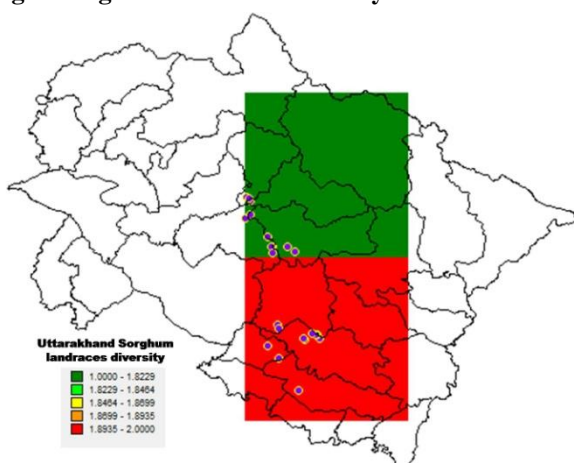 Uttarakhand Sorghum
landraces diversity
1.0000 - 1.8229
1.8229 - 1.8464
1.8464 - 1.8699
1.8699 - 1.8935
1.8935 - 2.0000